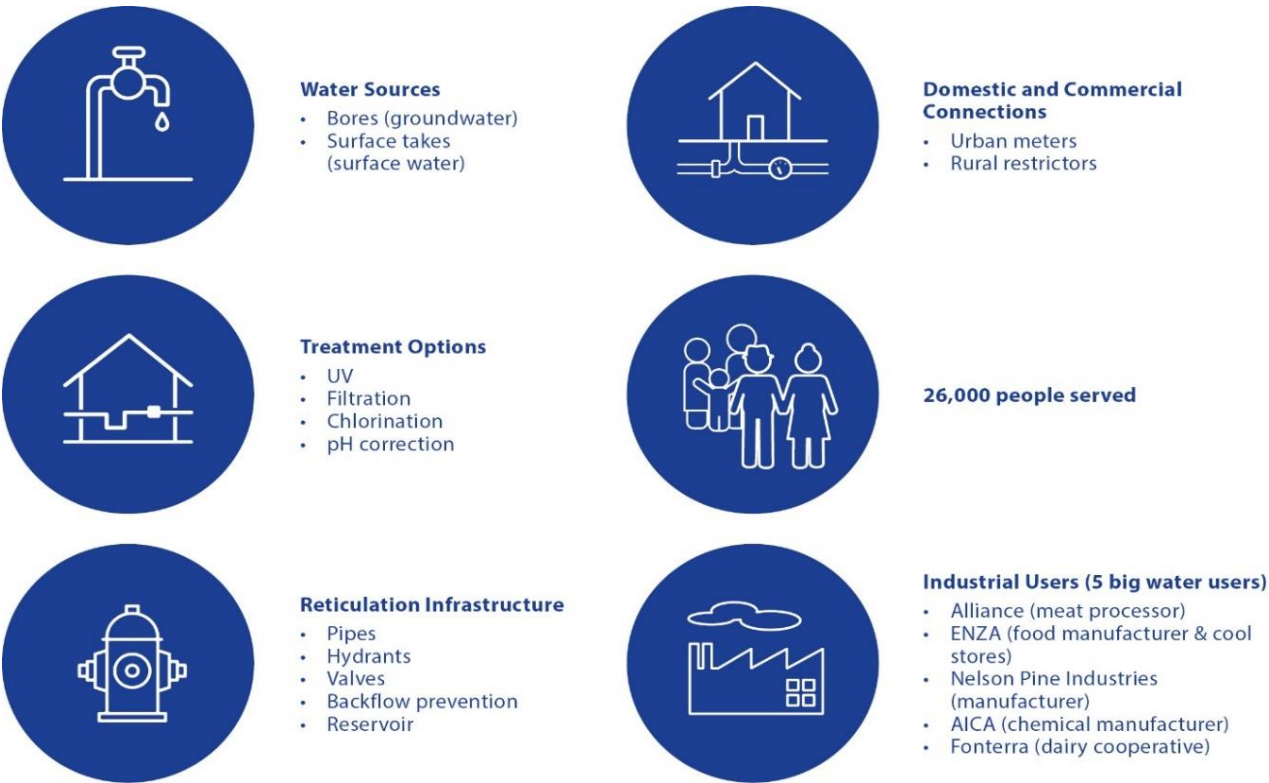 Water Sources
• Bores (groundwater)
• Surface takes
(surface water)
Domestic and Commercial
Connections
• Urban meters
• Rural restrictors
Treatment Options
• UV
• Filtration
• Chlorination
• pH correction
26,000 people served
Reticulation Infrastructure
• Pipes
• Hydrants
• Valves
• Backflow prevention
• Reservoir
Industrial Users (5 big water users)
• Alliance (meat processor)
• ENZA (food manufacturer & cool
stores)
• Nelson Pine Industries
(manufacturer)
• AICA (chemical manufacturer)
• Fonterra (dairy cooperative)